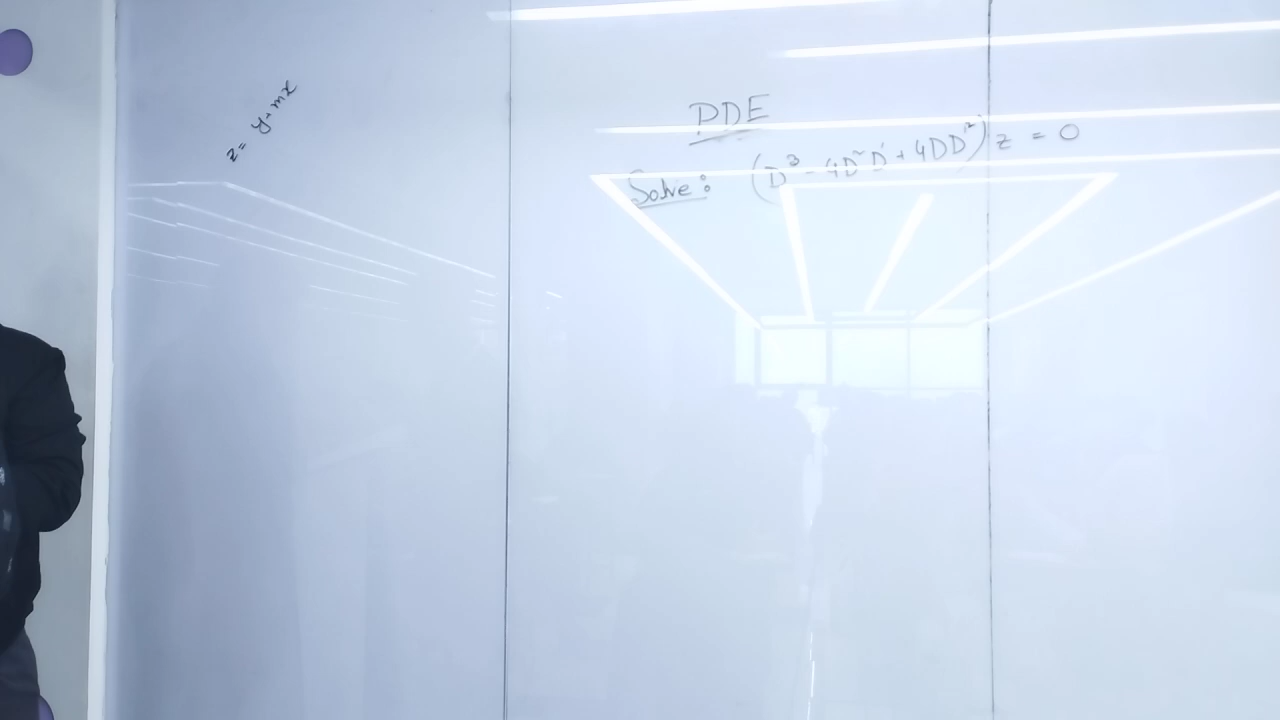 z = y+mx
PDE
Solve: (D³ - 4D²D' + 4DD'²) z = 0